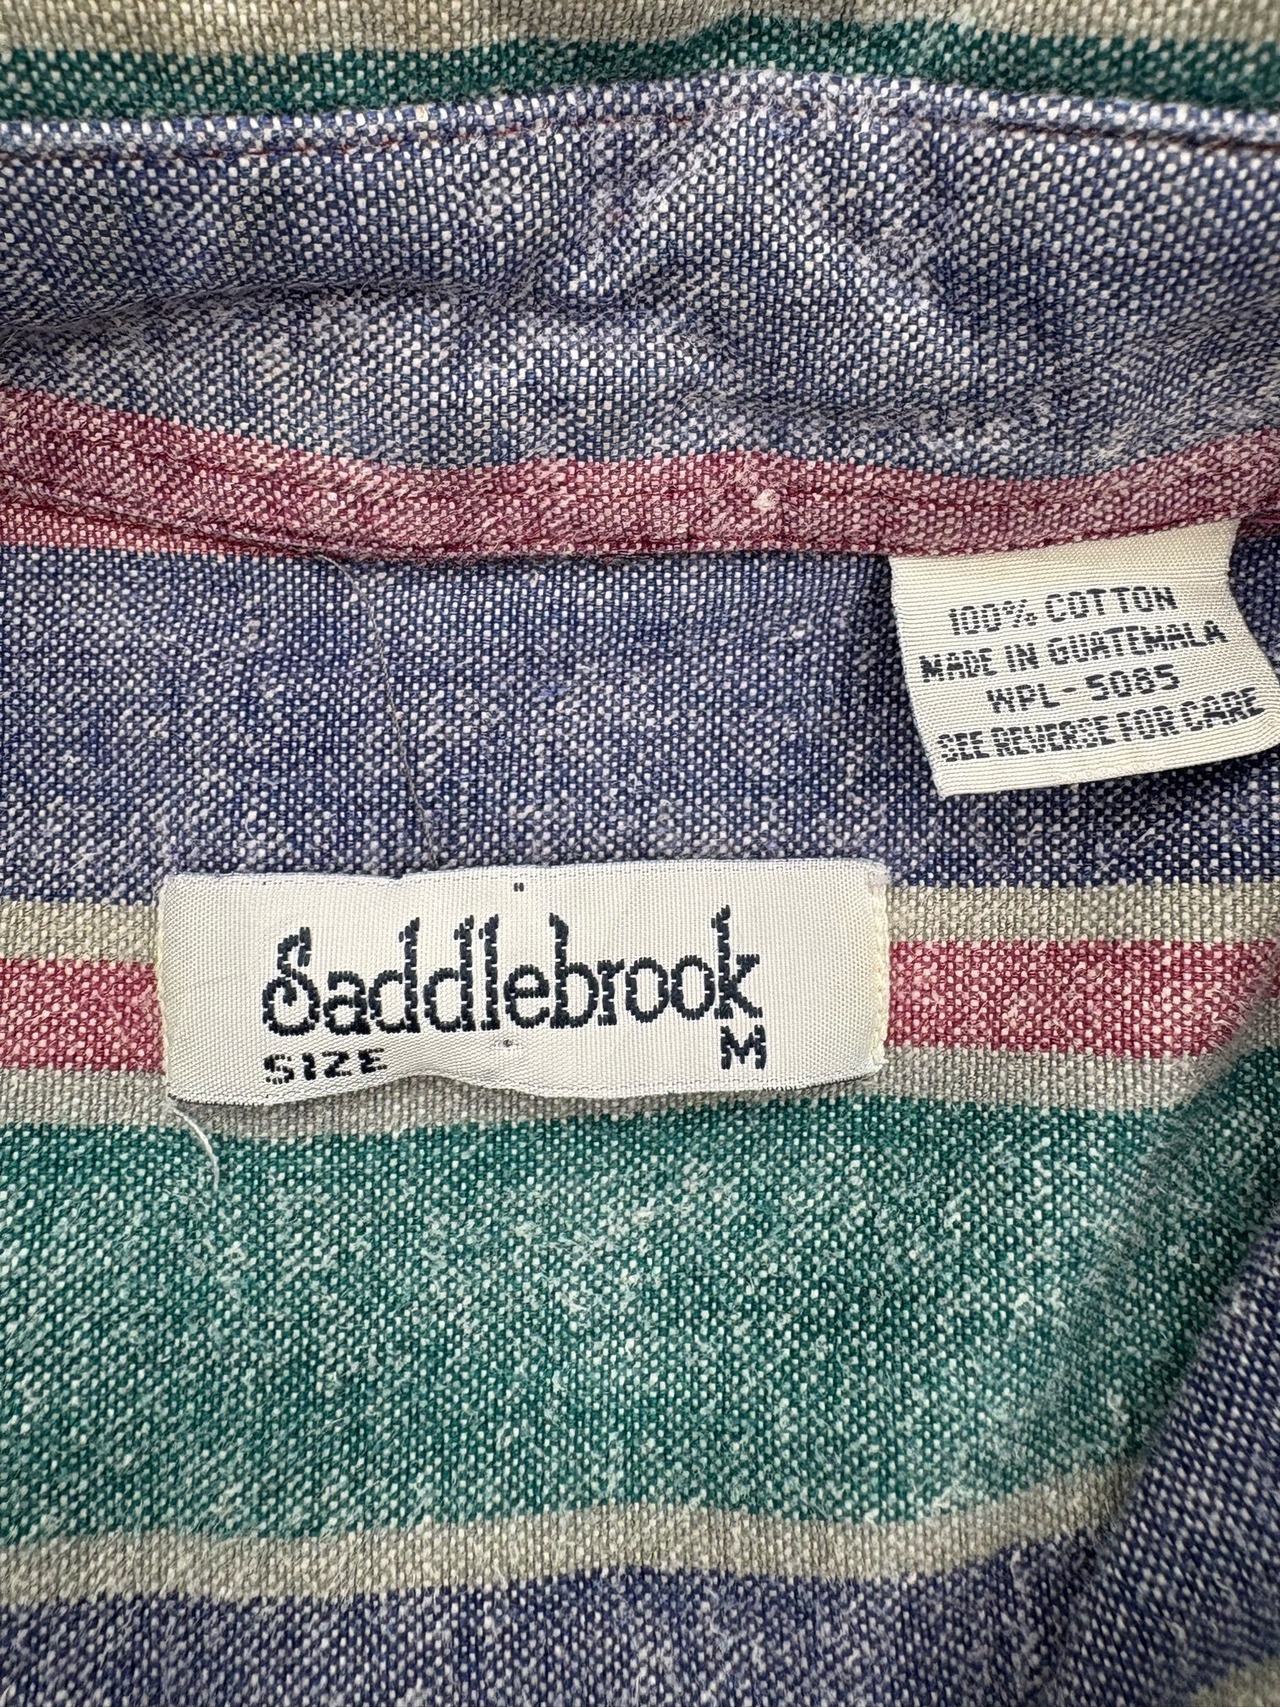 100% COTTON
MADE IN GUATEMALA
WPL-5085
SEE REVERSE FOR CARE
Saddlebrook
SIZE M